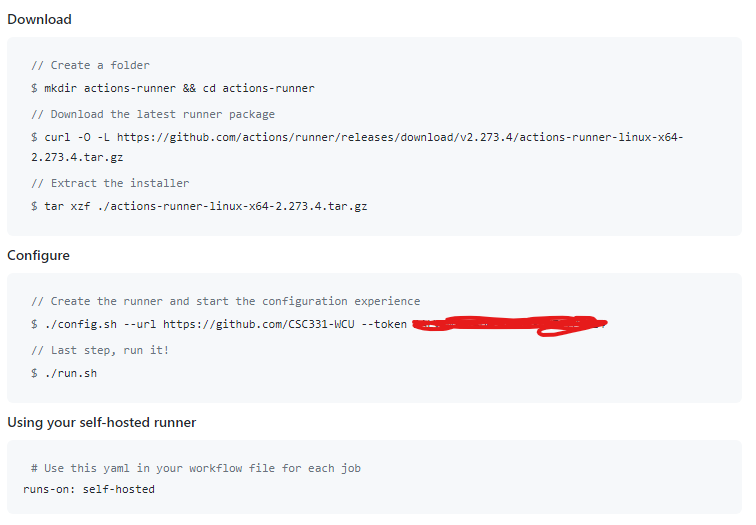 Download
// Create a folder
$ mkdir actions-runner && cd actions-runner
// Download the latest runner package
$ curl -O -L https://github.com/actions/runner/releases/download/v2.273.4/actions-runner-linux-x64-
2.273.4.tar.gz
// Extract the installer
$ tar xzf ./actions-runner-linux-x64-2.273.4.tar.gz
Configure
// Create the runner and start the configuration experience
$ ./config.sh --url https://github.com/CSC331-WCU --token
// Last step, run it!
$ ./run.sh
Using your self-hosted runner
# Use this yaml in your workflow file for each job
runs-on: self-hosted